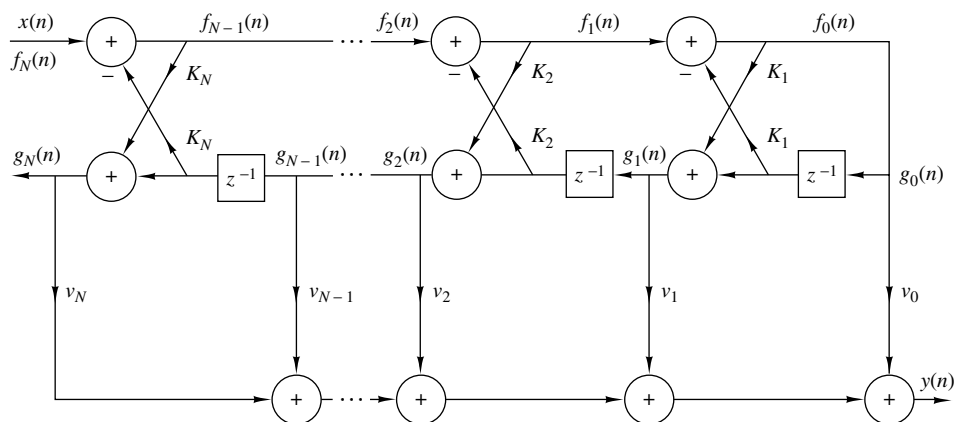 x(n) f_{N-1}(n) ... f_2(n) f_1(n) f_0(n)
+ + +
f_N(n)
− − −
K_N K_2 K_1
K_N K_2 K_1
g_N(n) g_{N-1}(n) g_2(n) g_1(n)
+ z^{-1} ... + z^{-1} + z^{-1} g_0(n)
v_N v_{N-1} v_2 v_1 v_0
y(n)
+ ... + + +